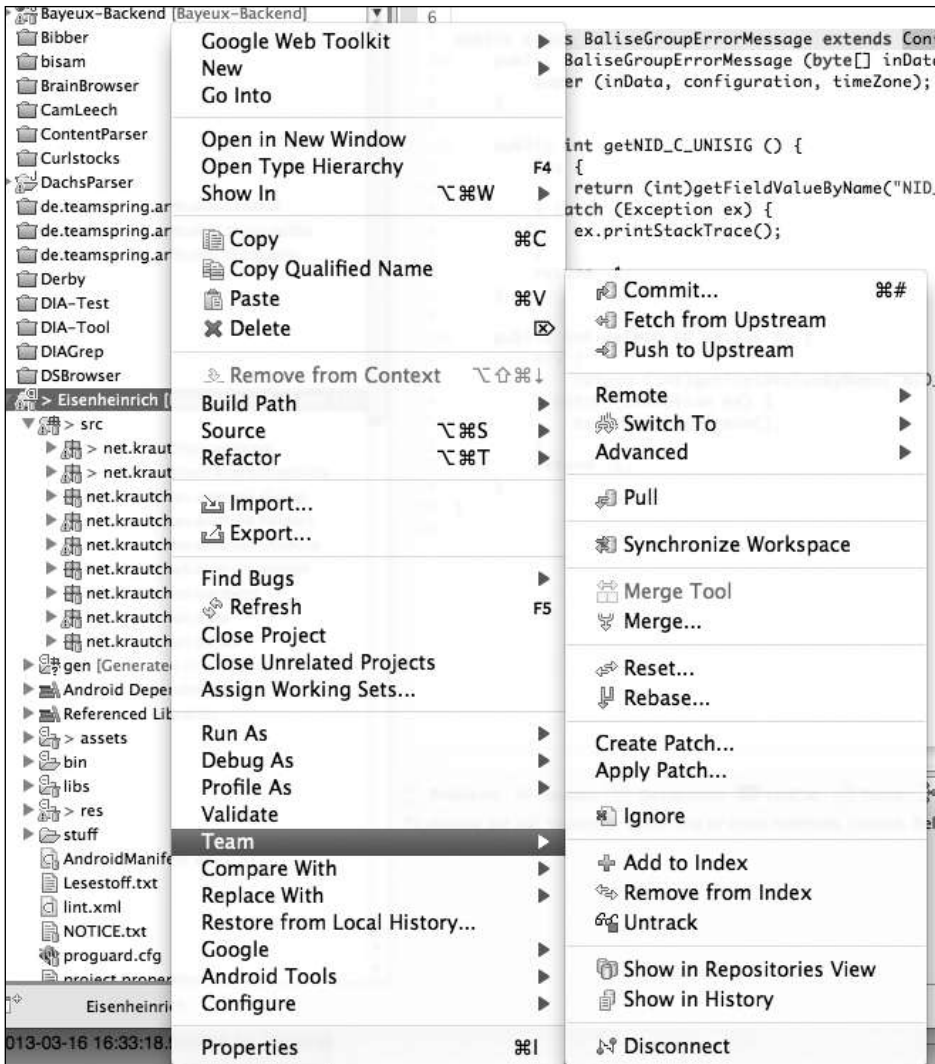 Bayeux-Backend [Bayeux-Backend]
Bibber
bisam
BrainBrowser
CamLeech
ContentParser
Curlstocks
DachsParser
de.teamspring.ar
de.teamspring.ar
de.teamspring.ar
Derby
DIA-Test
DIA-Tool
DIAGrep
DSBrowser
> Eisenheinrich [
> src
> net.kraut
> net.kraut
net.krautch
net.krautch
net.krautch
net.krautch
net.krautch
net.krautch
net.krautch
gen [Generate
Android Deper
Referenced Lib
> assets
bin
libs
> res
stuff
AndroidManife
Lesestoff.txt
lint.xml
NOTICE.txt
proguard.cfg
project.proper
Eisenheinri
013-03-16 16:33:18.
Google Web Toolkit
New
Go Into
Open in New Window
Open Type Hierarchy F4
Show In ⌥⌘W
Copy ⌘C
Copy Qualified Name
Paste ⌘V
Delete ⌦
Remove from Context ⌥⇧⌘↓
Build Path
Source ⌥⌘S
Refactor ⌥⌘T
Import...
Export...
Find Bugs
Refresh F5
Close Project
Close Unrelated Projects
Assign Working Sets...
Run As
Debug As
Profile As
Validate
Team
Compare With
Replace With
Restore from Local History...
Google
Android Tools
Configure
Properties ⌘I
6
s BaliseGroupErrorMessage extends Con
BaliseGroupErrorMessage (byte[] inData
er (inData, configuration, timeZone);
int getNID_C_UNISIG () {
{
return (int)getFieldValueByName("NID_
atch (Exception ex) {
ex.printStackTrace();
Commit... ⌘#
Fetch from Upstream
Push to Upstream
Remote
Switch To
Advanced
Pull
Synchronize Workspace
Merge Tool
Merge...
Reset...
Rebase...
Create Patch...
Apply Patch...
Ignore
Add to Index
Remove from Index
Untrack
Show in Repositories View
Show in History
Disconnect